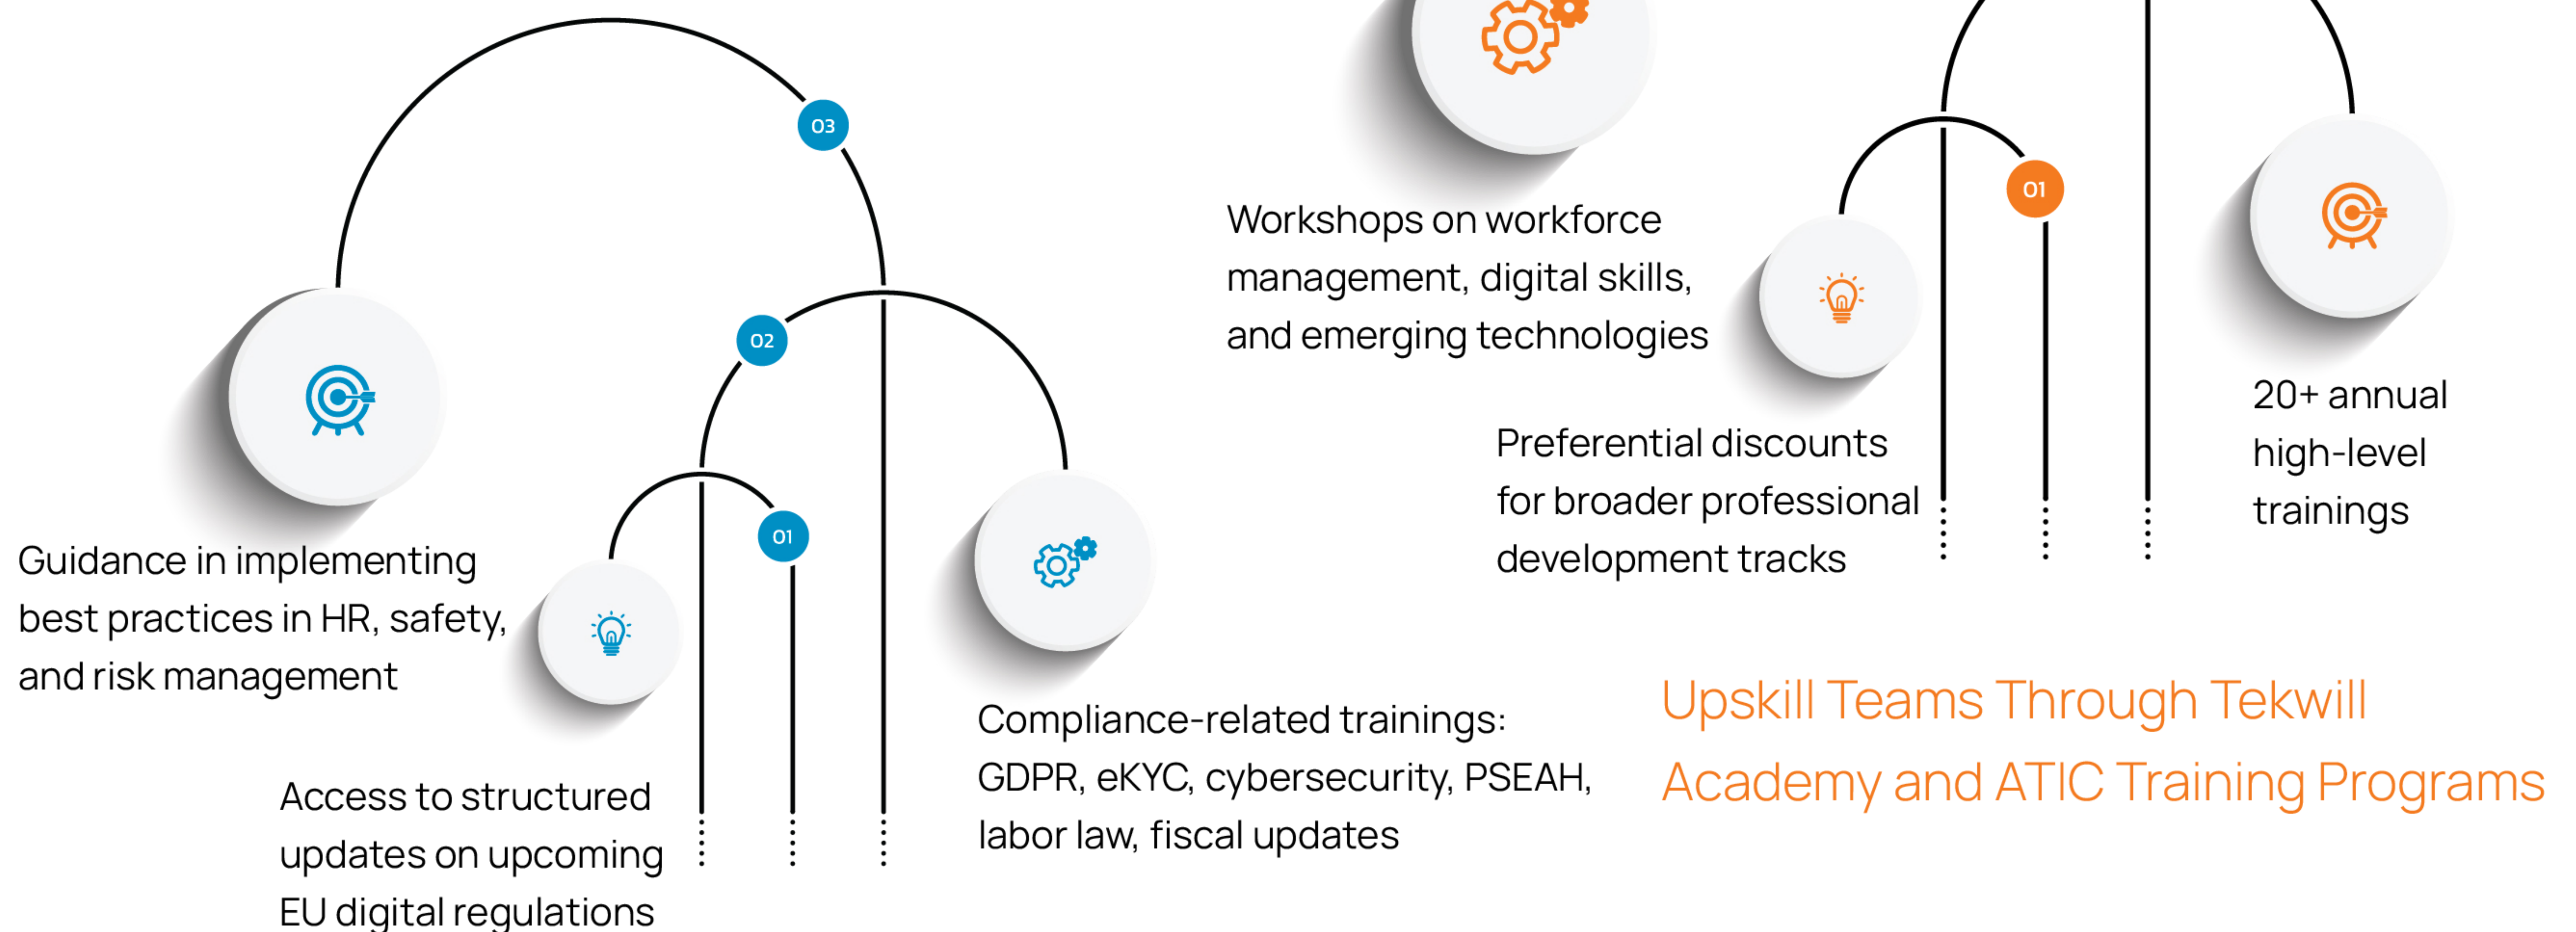 03
02
Guidance in implementing
best practices in HR, safety,
and risk management
01
Access to structured
updates on upcoming
EU digital regulations
Compliance-related trainings:
GDPR, eKYC, cybersecurity, PSEAH,
labor law, fiscal updates
Workshops on workforce
management, digital skills,
and emerging technologies
01
Preferential discounts
for broader professional
development tracks
20+ annual
high-level
trainings
Upskill Teams Through Tekwill
Academy and ATIC Training Programs